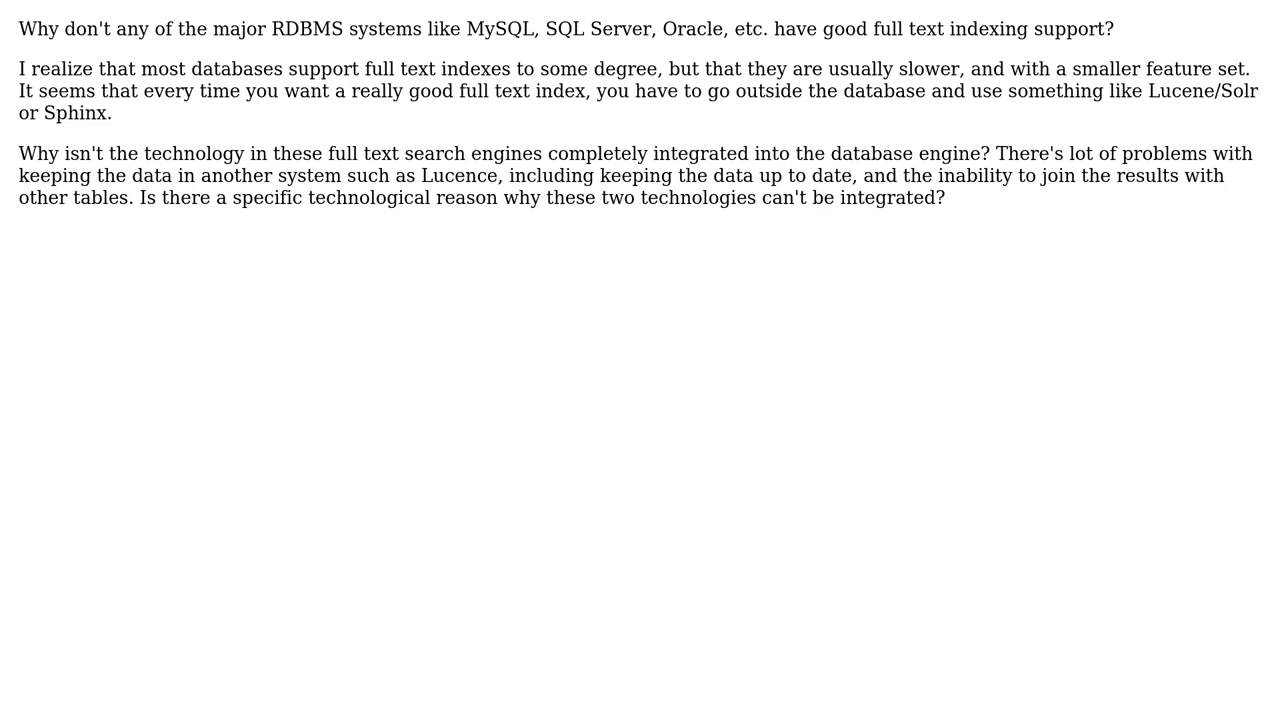 Why don't any of the major RDBMS systems like MySQL, SQL Server, Oracle, etc. have good full text indexing support?
I realize that most databases support full text indexes to some degree, but that they are usually slower, and with a smaller feature set.
It seems that every time you want a really good full text index, you have to go outside the database and use something like Lucene/Solr
or Sphinx.
Why isn't the technology in these full text search engines completely integrated into the database engine? There's lot of problems with
keeping the data in another system such as Lucence, including keeping the data up to date, and the inability to join the results with
other tables. Is there a specific technological reason why these two technologies can't be integrated?